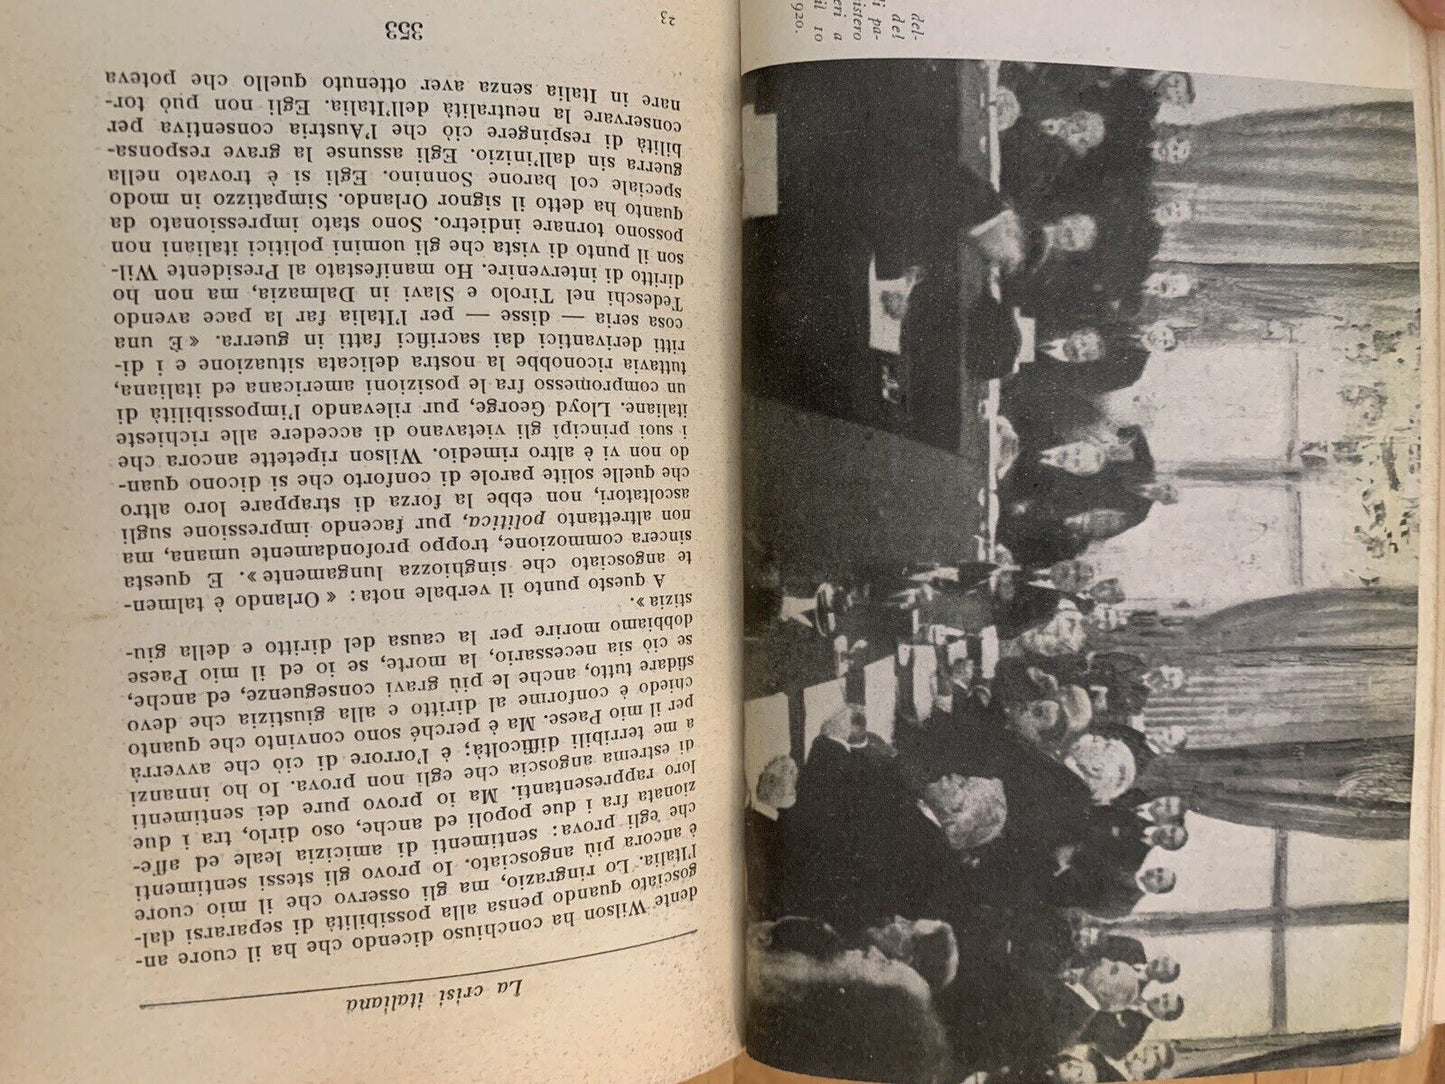 La crisi italiana
dente Wilson ha conchiuso dicendo che ha il cuore an-
gosciato quando pensa alla possibilità di separarsi dal-
l'Italia. Lo ringrazio, ma gli osservo che il mio cuore
è ancora più angosciato. Io provo gli stessi sentimenti
che egli prova: sentimenti di amicizia leale ed affe-
zionata fra i due popoli ed anche, oso dirlo, tra i due
loro rappresentanti. Ma io provo pure dei sentimenti
di estrema angoscia che egli non prova. Io ho innanzi
a me terribili difficoltà; è l'orrore di ciò che avverrà
per il mio Paese. Ma è perché sono convinto che quanto
chiedo è conforme al diritto e alla giustizia che devo
sfidare tutto, anche le più gravi conseguenze, ed anche,
se ciò sia necessario, la morte, se io ed il mio Paese
dobbiamo morire per la causa del diritto e della giu-
stizia ».
A questo punto il verbale nota: « Orlando è talmen-
te angosciato che singhiozza lungamente ». E questa
sincera commozione, troppo profondamente umana, ma
non altrettanto politica, pur facendo impressione sugli
ascoltatori, non ebbe la forza di strappare loro altro
che quelle solite parole di conforto che si dicono quan-
do non vi è altro rimedio. Wilson ripetette ancora che
i suoi principi gli vietavano di accedere alle richieste
italiane. Lloyd George, pur rilevando l'impossibilità di
un compromesso fra le posizioni americana ed italiana,
tuttavia riconobbe la nostra delicata situazione e i di-
ritti derivantici dai sacrifici fatti in guerra. « È una
cosa seria — disse — per l'Italia far la pace avendo
Tedeschi nel Tirolo e Slavi in Dalmazia, ma non ho
diritto di intervenire. Ho manifestato al Presidente Wil-
son il punto di vista che gli uomini politici italiani non
possono tornare indietro. Sono stato impressionato da
quanto ha detto il signor Orlando. Simpatizzo in modo
speciale col barone Sonnino. Egli si è trovato nella
guerra sin dall'inizio. Egli assunse la grave responsa-
bilità di respingere ciò che l'Austria consentiva per
conservare la neutralità dell'Italia. Egli non può tor-
nare in Italia senza aver ottenuto quello che poteva
353
23
del-
del
di pa-
istero
eri a
il 10
920.